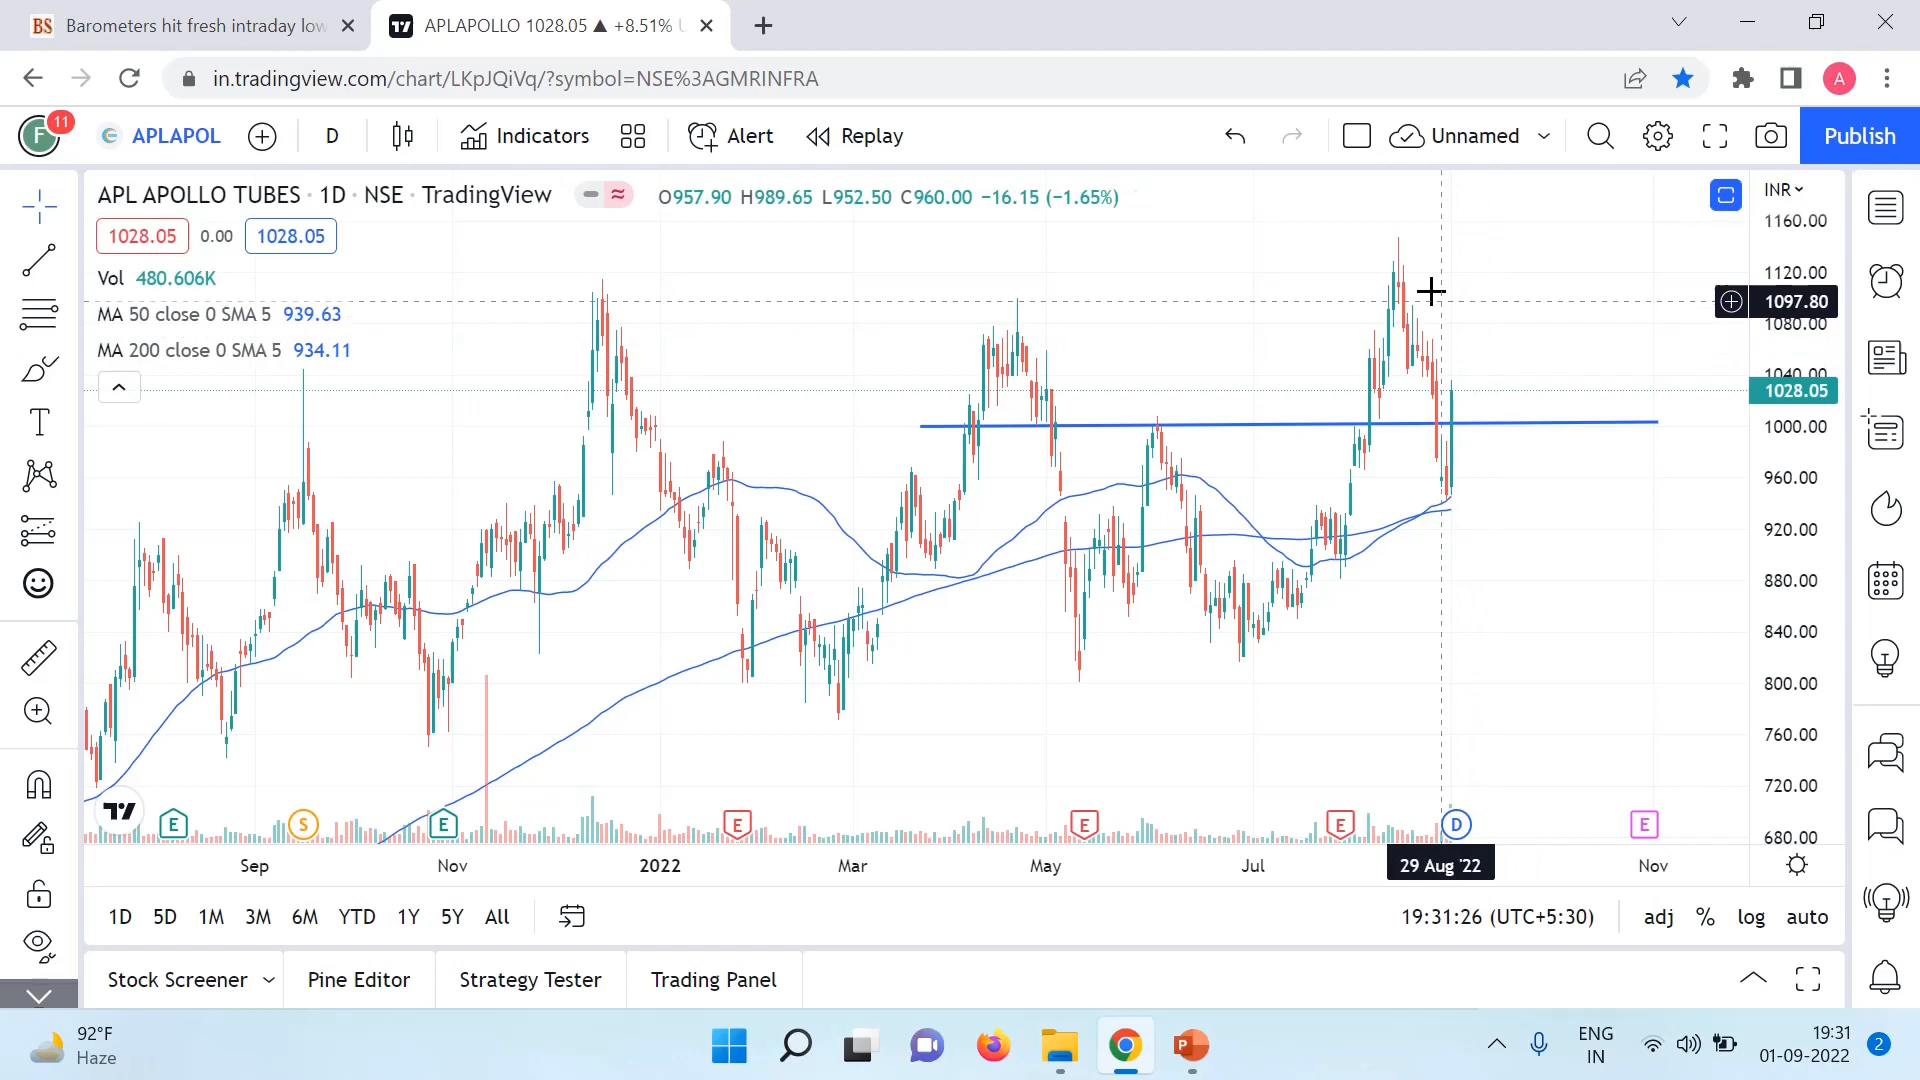 BS Barometers hit fresh intraday low
APLAPOLLO 1028.05 ▲ +8.51%
in.tradingview.com/chart/LKpJQiVq/?symbol=NSE%3AGMRINFRA
A
F 11 APLAPOL D Indicators Alert Replay Unnamed Publish
APL APOLLO TUBES · 1D · NSE · TradingView O957.90 H989.65 L952.50 C960.00 −16.15 (−1.65%)
INR
1028.05 0.00 1028.05
Vol 480.606K
MA 50 close 0 SMA 5 939.63
MA 200 close 0 SMA 5 934.11
1160.00
1120.00
1097.80
1080.00
1040.00
1028.05
1000.00
960.00
920.00
880.00
840.00
800.00
760.00
720.00
680.00
E S E E E E D E
Sep Nov 2022 Mar May Jul 29 Aug '22 Nov
1D 5D 1M 3M 6M YTD 1Y 5Y All 19:31:26 (UTC+5:30) adj % log auto
Stock Screener Pine Editor Strategy Tester Trading Panel
92°F
Haze
P
ENG
IN
19:31
01-09-2022
2